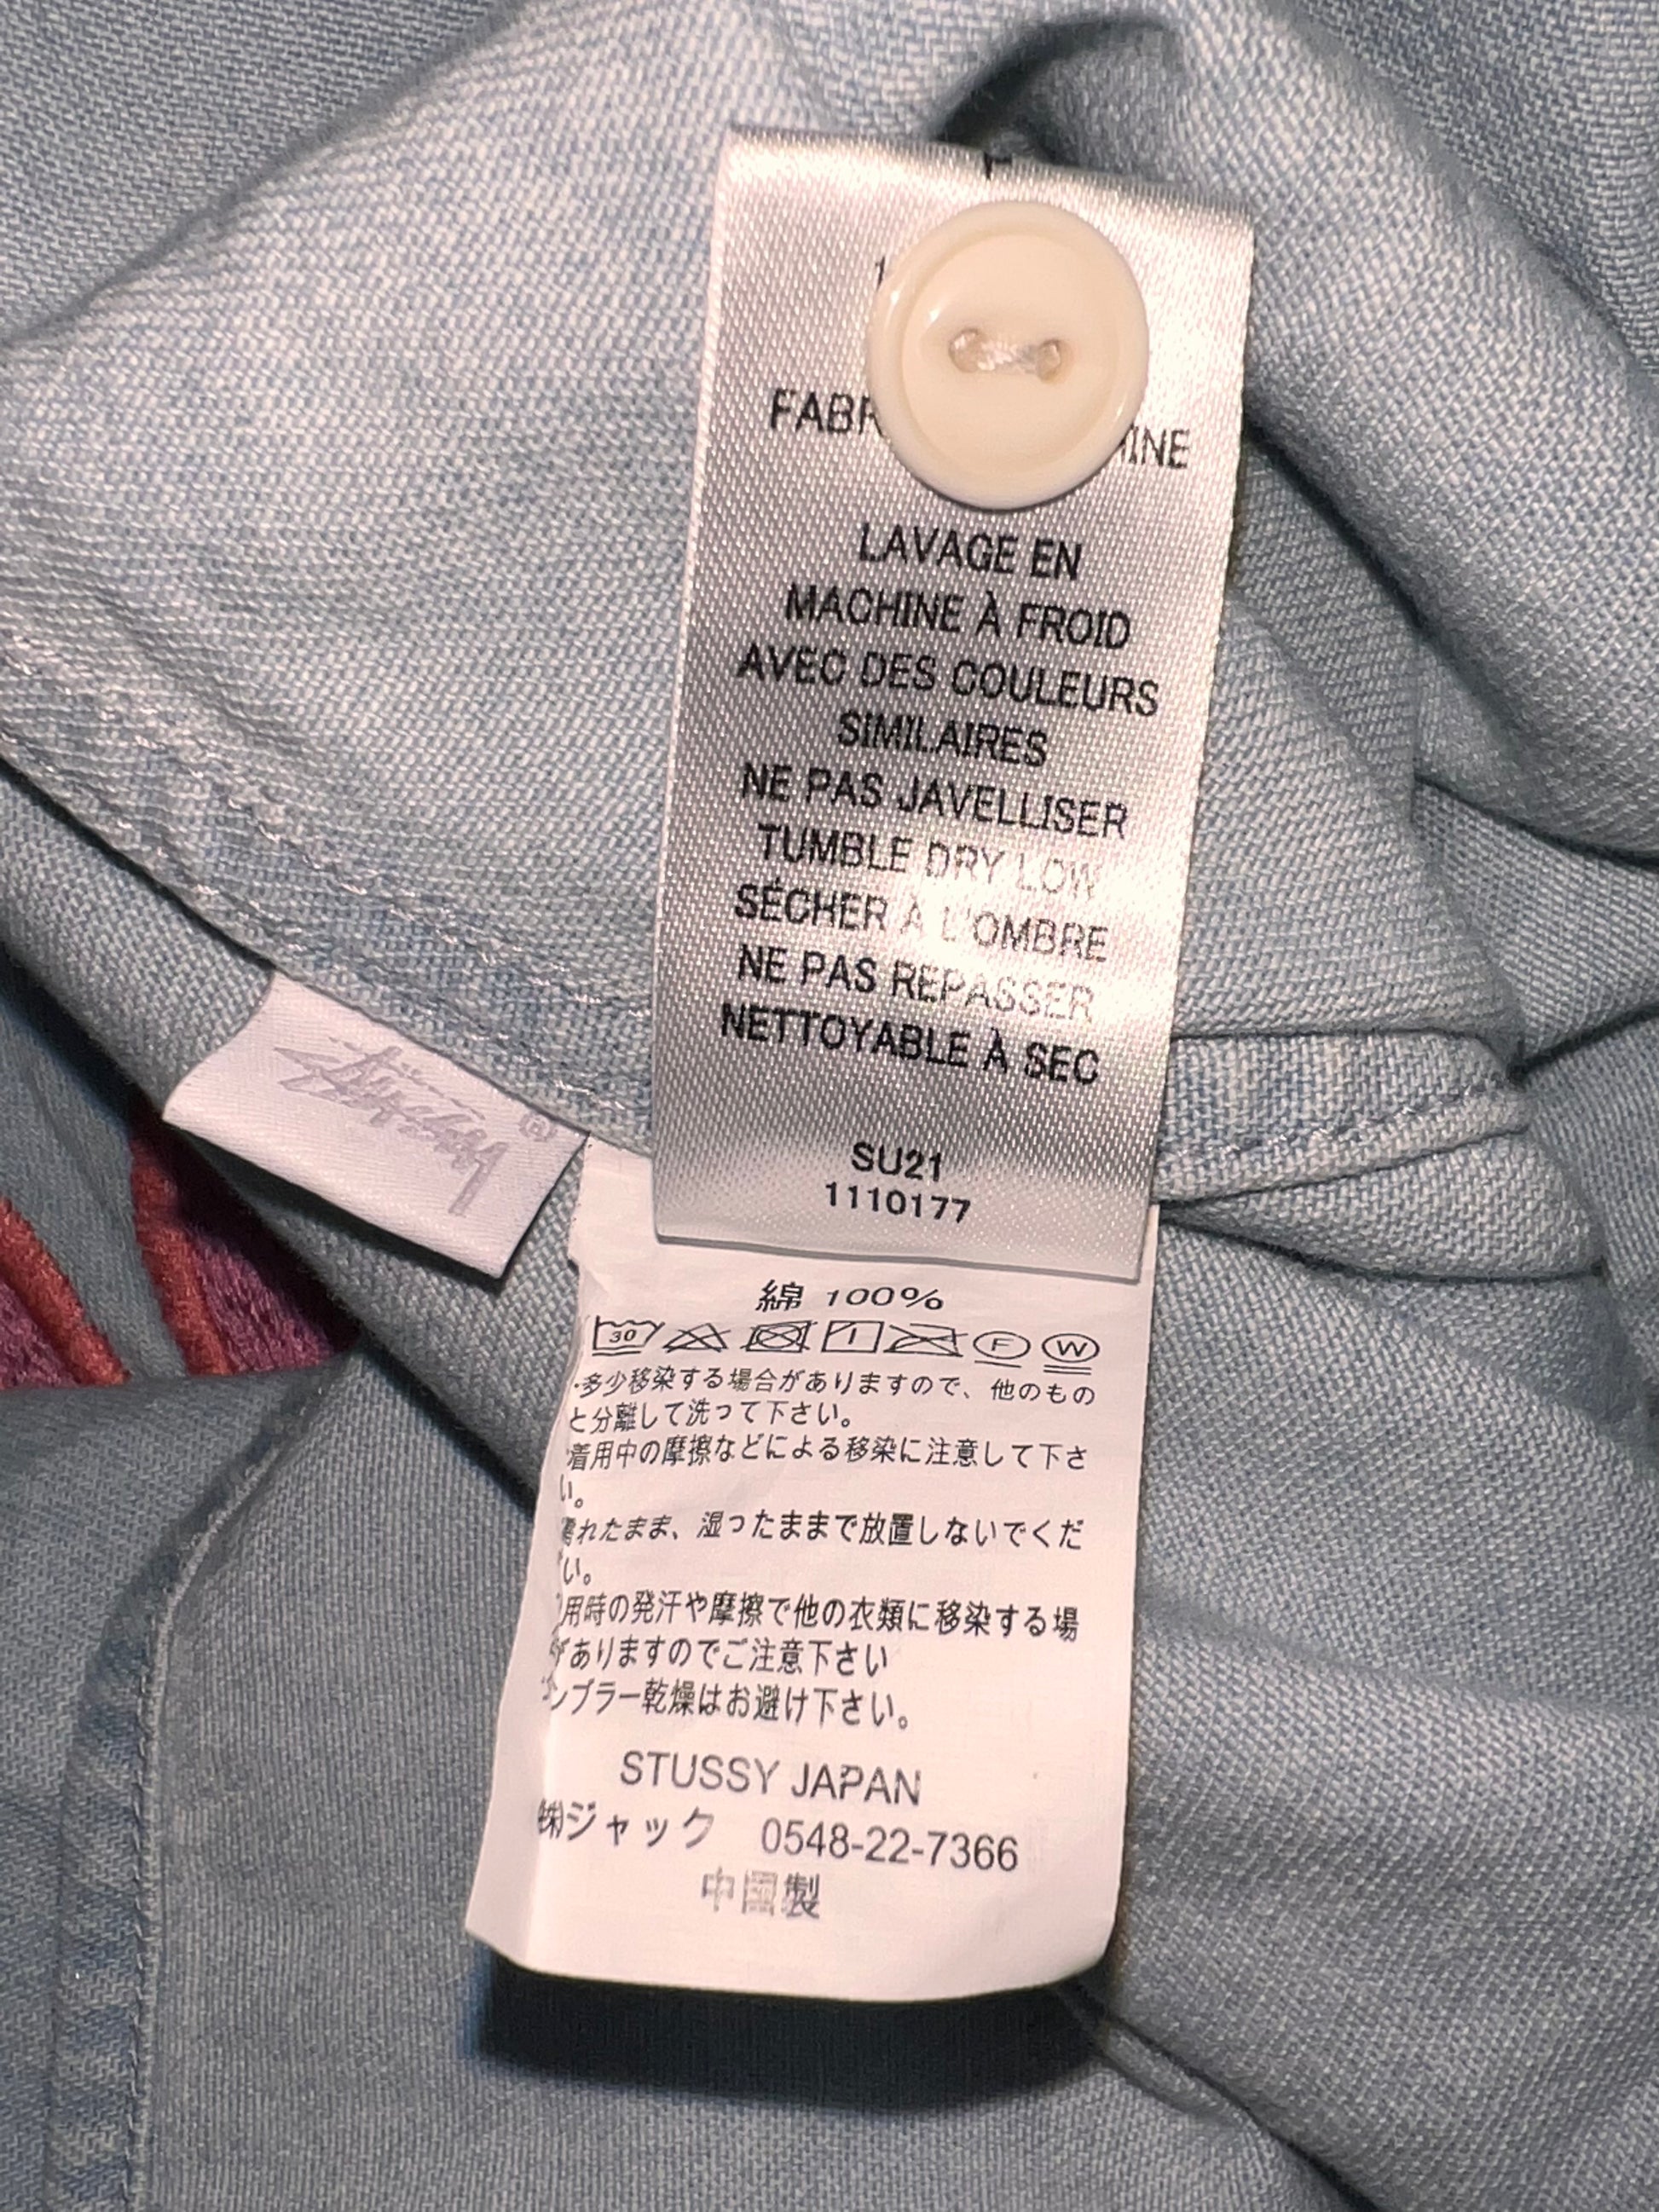 LAVAGE EN
MACHINE À FROID
AVEC DES COULEURS
SIMILAIRES
NE PAS JAVELLISER
TUMBLE DRY LOW
SÉCHER À L'OMBRE
NE PAS REPASSER
NETTOYABLE À SEC
SU21
1110177
Stüssy
®
綿 100%
30 F W
·多少移染する場合がありますので、他のもの
と分離して洗って下さい。
·着用中の摩擦などによる移染に注意して下さ
い。
れたまま、湿ったままで放置しないでくだ
い。
用時の発汗や摩擦で他の衣類に移染する場
がありますのでご注意下さい
ンブラー乾燥はお避け下さい。
STUSSY JAPAN
㈱ジャック 0548-22-7366
中国製